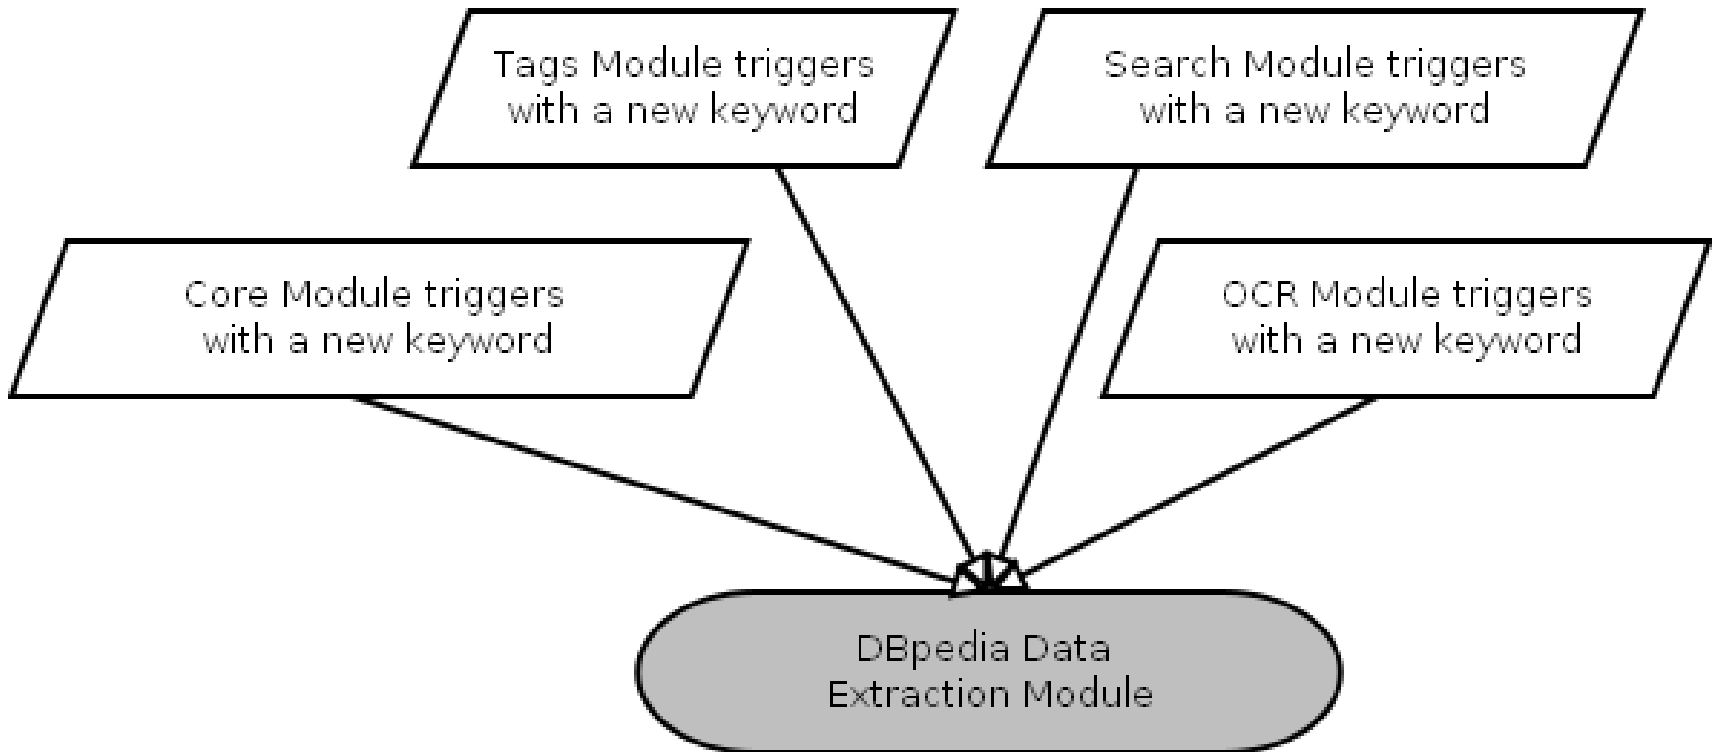 Tags Module triggers
with a new keyword
Search Module triggers
with a new keyword
Core Module triggers
with a new keyword
OCR Module triggers
with a new keyword
DBpedia Data
Extraction Module